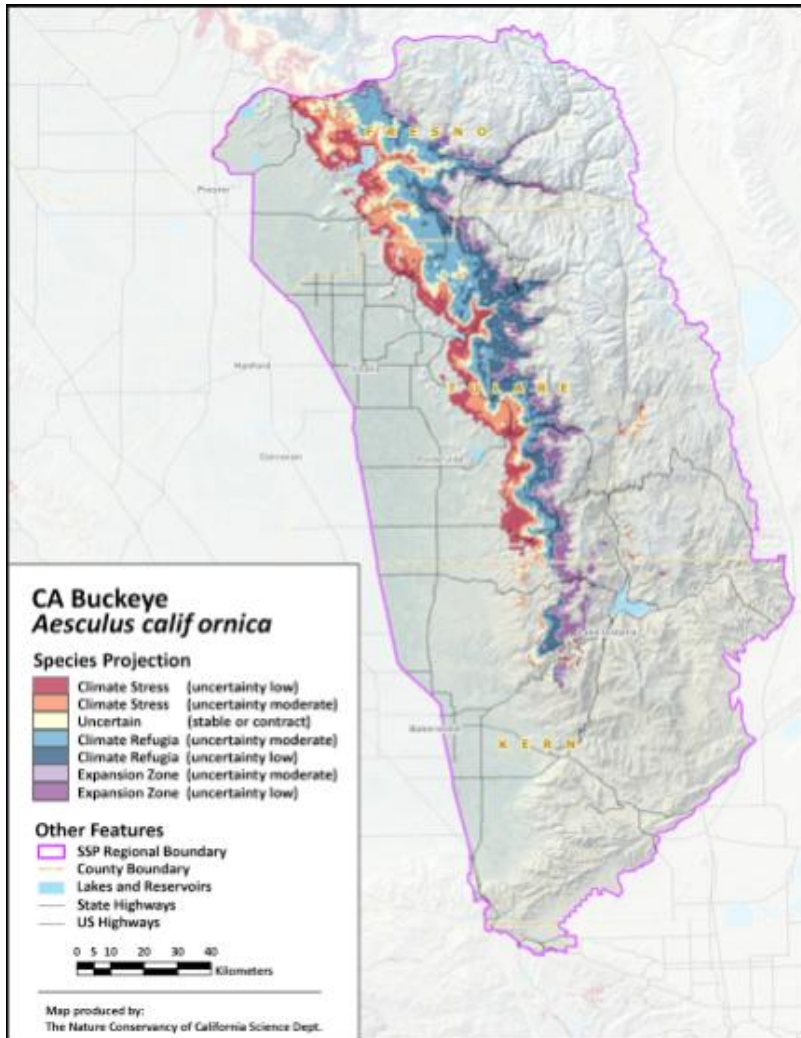 FRESNO
Hanford
TULARE
KERN
CA Buckeye
Aesculus calif ornica
Species Projection
Climate Stress (uncertainty low)
Climate Stress (uncertainty moderate)
Uncertain (stable or contract)
Climate Refugia (uncertainty moderate)
Climate Refugia (uncertainty low)
Expansion Zone (uncertainty moderate)
Expansion Zone (uncertainty low)
Other Features
SSP Regional Boundary
County Boundary
Lakes and Reservoirs
State Highways
US Highways
0 5 10 20 30 40
Kilometers
Map produced by:
The Nature Conservancy of California Science Dept.